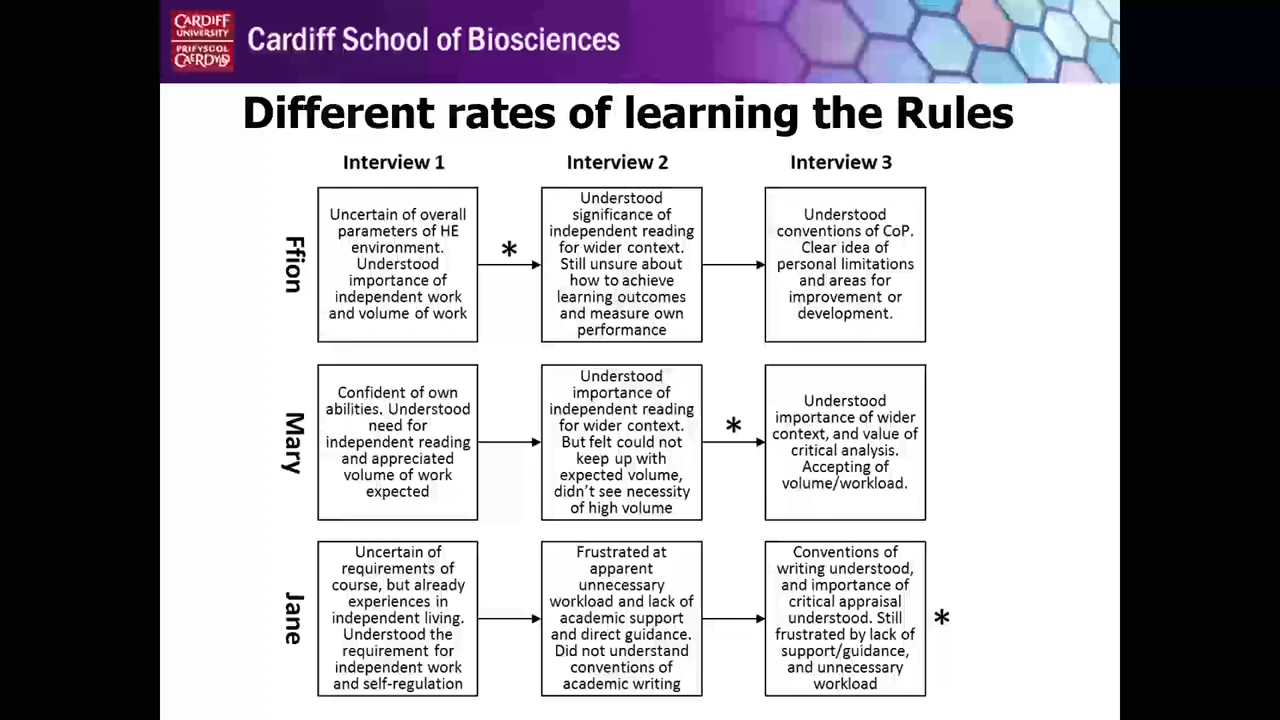 CARDIFF
UNIVERSITY
PRIFYSGOL
CAERDYD
Cardiff School of Biosciences
Different rates of learning the Rules
Interview 1
Interview 2
Interview 3
Ffion
Uncertain of overall
parameters of HE
environment.
Understood
importance of
independent work
and volume of work
*
Understood
significance of
independent reading
for wider context.
Still unsure about
how to achieve
learning outcomes
and measure own
performance
Understood
conventions of CoP.
Clear idea of
personal limitations
and areas for
improvement or
development.
Mary
Confident of own
abilities. Understood
need for
independent reading
and appreciated
volume of work
expected
Understood
importance of
independent reading
for wider context.
But felt could not
keep up with
expected volume,
didn't see necessity
of high volume
*
Understood
importance of wider
context, and value of
critical analysis.
Accepting of
volume/workload.
Jane
Uncertain of
requirements of
course, but already
experiences in
independent living.
Understood the
requirement for
independent work
and self-regulation
Frustrated at
apparent
unnecessary
workload and lack of
academic support
and direct guidance.
Did not understand
conventions of
academic writing
Conventions of
writing understood,
and importance of
critical appraisal
understood. Still
frustrated by lack of
support/guidance,
and unnecessary
workload
*